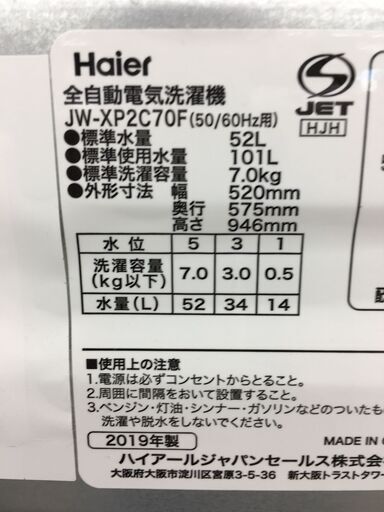 Haier
S
JET
HJH
全自動電気洗濯機
JW-XP2C70F(50/60Hz用)
●標準水量 52L
●標準使用水量 101L
●標準洗濯容量 7.0kg
●外形寸法 幅 520mm
奥行 575mm
高さ 946mm
水位 5 3 1
洗濯容量(kg以下) 7.0 3.0 0.5
水量(L) 52 34 14
■使用上の注意
1.電源は必ずコンセントからとること。
2.周囲に間隔をおいて設置すること。
3.ベンジン・灯油・シンナー・ガソリンなどのついたも
洗濯や脱水をしないでください。
2019年製
MADE IN
ハイアールジャパンセールス株式会
大阪府大阪市淀川区宮原3-5-36 新大阪トラストタワー